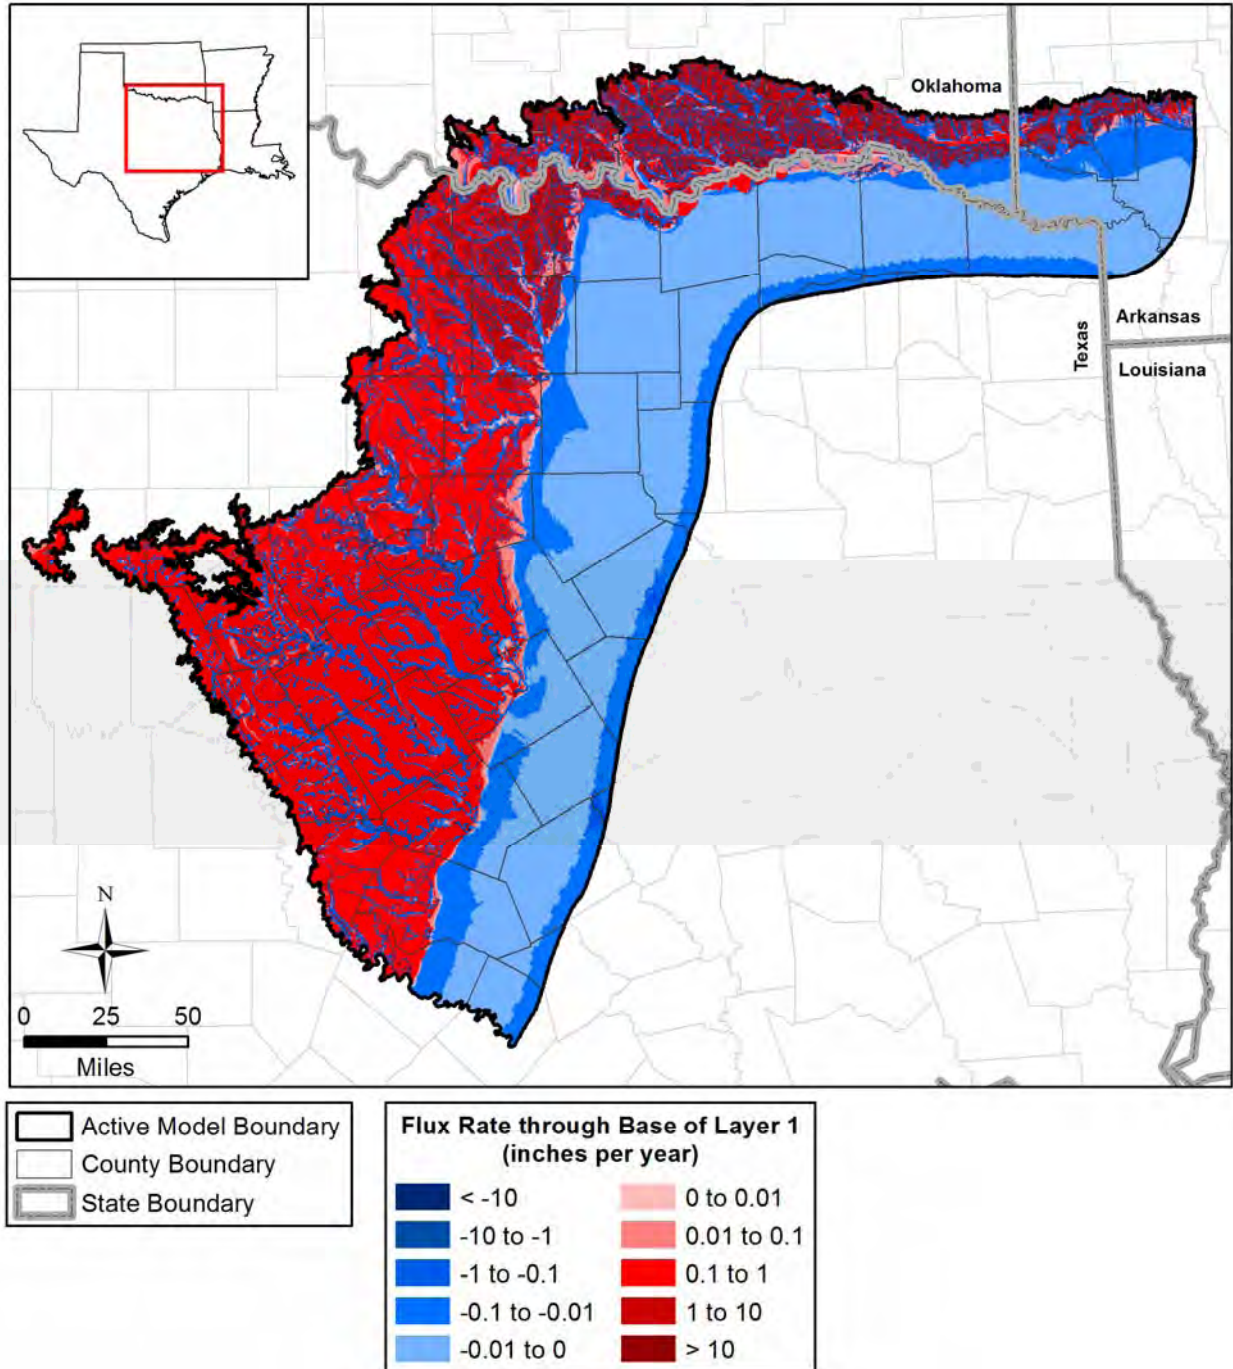 Oklahoma
Arkansas
Texas
Louisiana
N
0 25 50
Miles
Active Model Boundary
County Boundary
State Boundary
Flux Rate through Base of Layer 1
(inches per year)
< -10
-10 to -1
-1 to -0.1
-0.1 to -0.01
-0.01 to 0
0 to 0.01
0.01 to 0.1
0.1 to 1
1 to 10
> 10